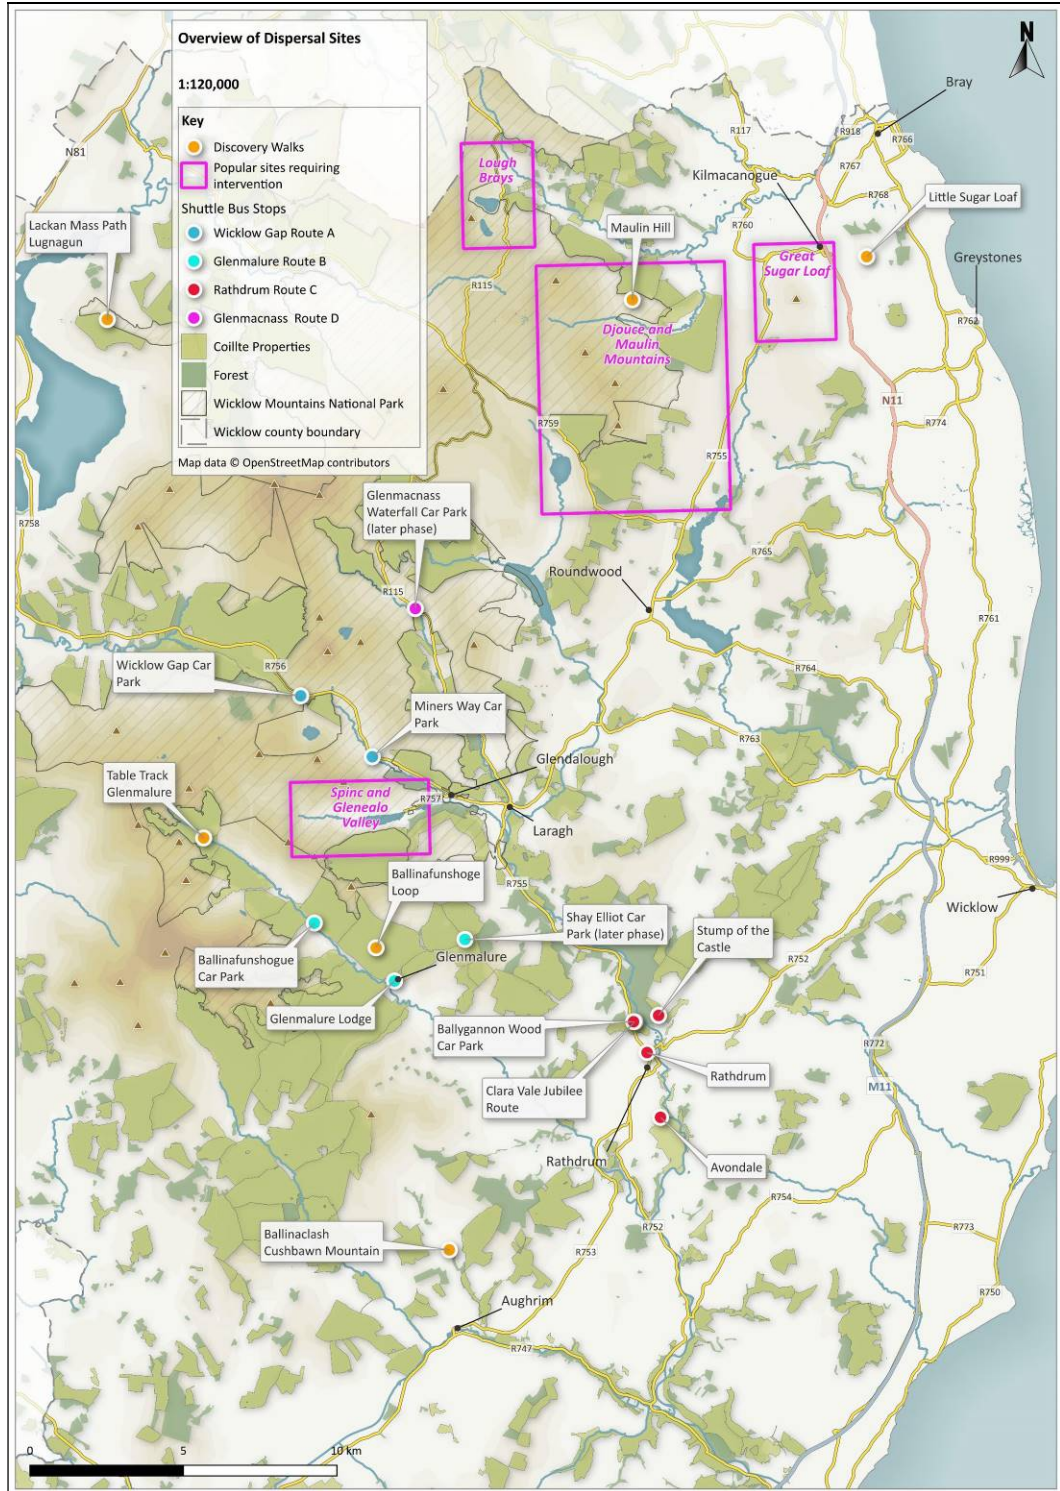 Overview of Dispersal Sites
1:120,000
Key
Discovery Walks
Popular sites requiring
intervention
Shuttle Bus Stops
Wicklow Gap Route A
Glenmalure Route B
Rathdrum Route C
Glenmacnass Route D
Coillte Properties
Forest
Wicklow Mountains National Park
Wicklow county boundary
Map data © OpenStreetMap contributors
N
Bray
N81
R117
R918
R766
R767
Lough
Brays
Kilmacanogue
R768
Little Sugar Loaf
Lackan Mass Path
Lugnagun
Maulin Hill
R760
Great
Sugar Loaf
Greystones
R115
R762
Djouce and
Maulin
Mountains
N11
R774
R759
R755
Glenmacnass
Waterfall Car Park
(later phase)
R758
R765
Roundwood
R115
R761
Wicklow Gap Car
Park
R756
R764
Miners Way Car
Park
R763
Glendalough
Table Track
Glenmalure
Spinc and
Glenealo
Valley
R757
Laragh
R999
Ballinafunshoge
Loop
R755
Wicklow
Shay Elliot Car
Park (later phase)
Stump of the
Castle
Ballinafunshogue
Car Park
Glenmalure
R752
R751
Glenmalure Lodge
Ballygannon Wood
Car Park
R772
Rathdrum
M11
Clara Vale Jubilee
Route
Rathdrum
Avondale
R754
Ballinaclash
Cushbawn Mountain
R752
R773
R753
R750
Aughrim
R747
0 5 10 km